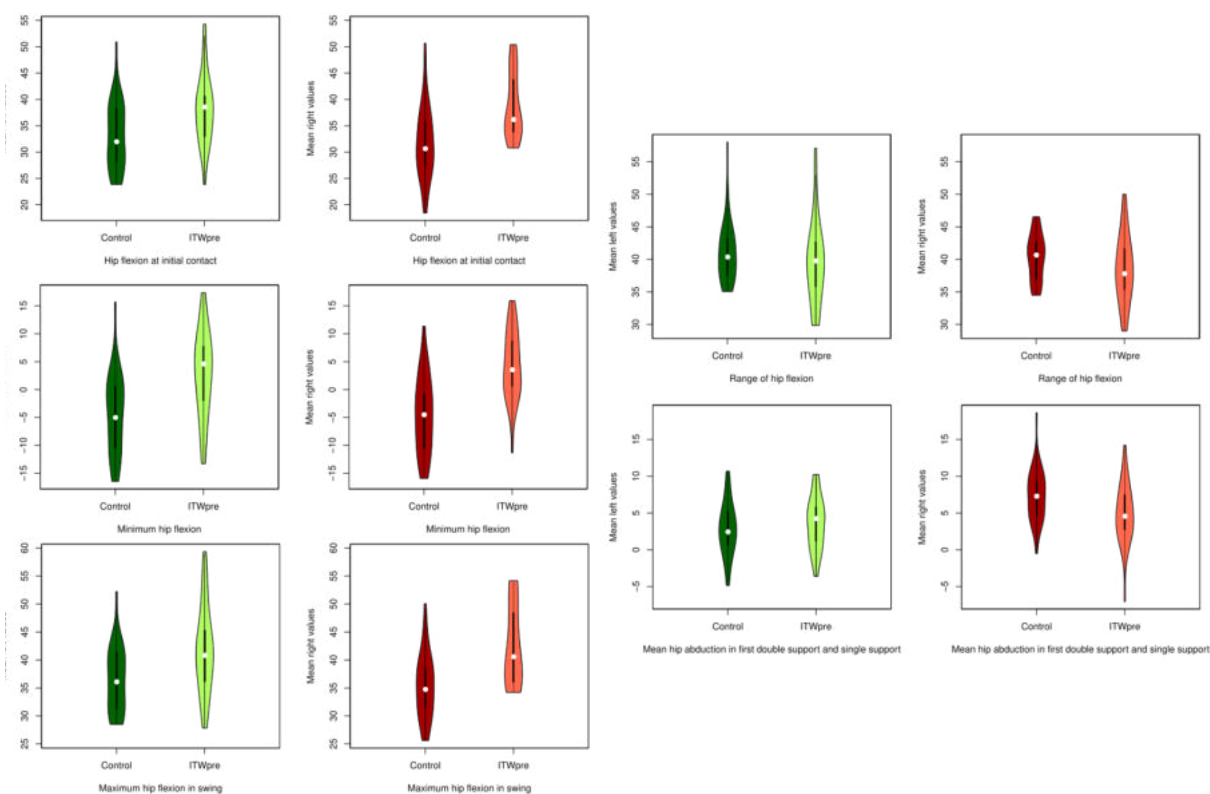 20 25 30 35 40 45 50 55
Control ITWpre
Hip flexion at initial contact
Mean right values
20 25 30 35 40 45 50 55
Control ITWpre
Hip flexion at initial contact
−15 −10 −5 0 5 10 15
Control ITWpre
Minimum hip flexion
Mean right values
−15 −10 −5 0 5 10 15
Control ITWpre
Minimum hip flexion
25 30 35 40 45 50 55 60
Control ITWpre
Maximum hip flexion in swing
Mean right values
25 30 35 40 45 50 55 60
Control ITWpre
Maximum hip flexion in swing
Mean left values
30 35 40 45 50 55
Control ITWpre
Range of hip flexion
Mean right values
30 35 40 45 50 55
Control ITWpre
Range of hip flexion
Mean left values
−5 0 5 10 15
Control ITWpre
Mean hip abduction in first double support and single support
Mean right values
−5 0 5 10 15
Control ITWpre
Mean hip abduction in first double support and single support